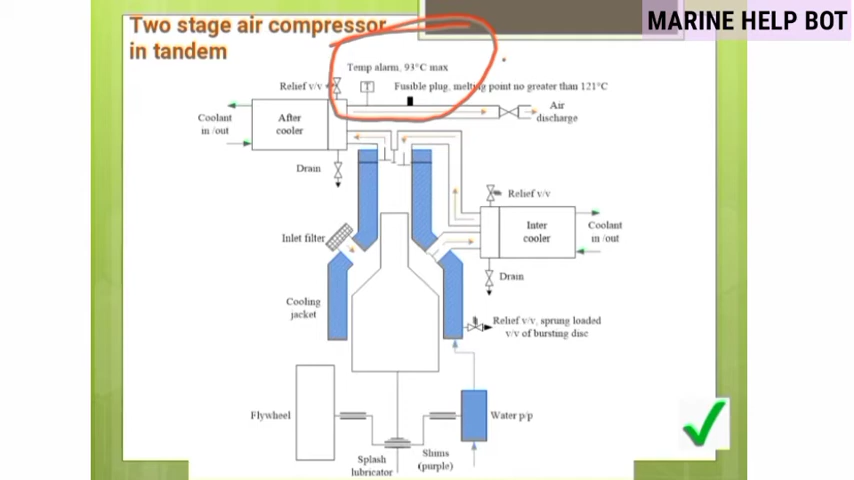 MARINE HELP BOT
Two stage air compressor
in tandem
Temp alarm, 93°C max
Relief v/v
T
Fusible plug, melting point no greater than 121°C
Air
discharge
Coolant
in /out
After
cooler
Drain
Relief v/v
Inlet filter
Inter
cooler
Coolant
in /out
Drain
Cooling
jacket
Relief v/v, sprung loaded
v/v of bursting disc
Flywheel
Water p/p
Splash
lubricator
Shims
(purple)